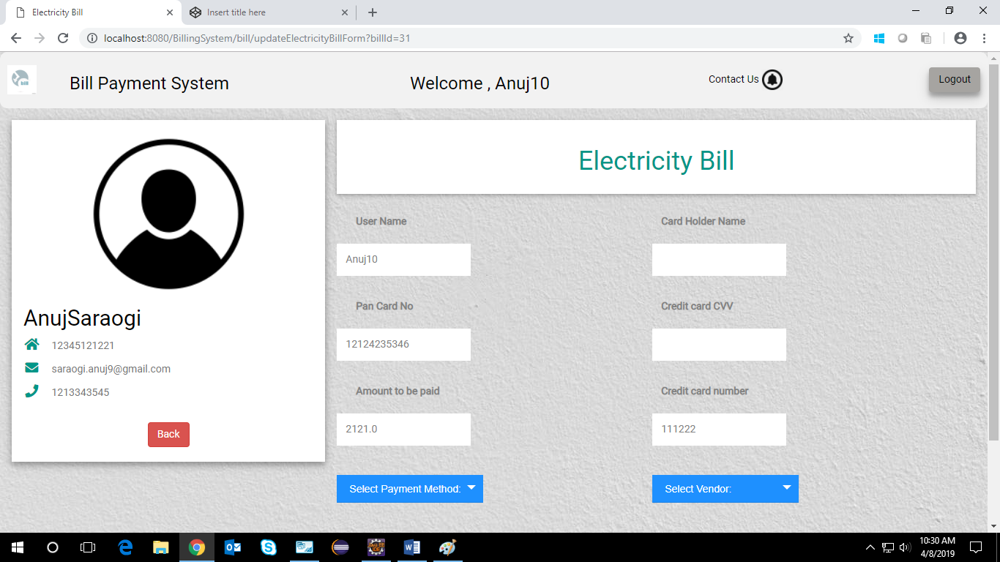 Electricity Bill
Insert title here
localhost:8080/BillingSystem/bill/updateElectricityBillForm?billId=31
bill
Bill Payment System
Welcome , Anuj10
Contact Us
Logout
Electricity Bill
AnujSaraogi
12345121221
saraogi.anuj9@gmail.com
1213343545
Back
User Name
Card Holder Name
Anuj10
Pan Card No
Credit card CVV
12124235346
Amount to be paid
Credit card number
2121.0
111222
Select Payment Method:
Select Vendor:
10:30 AM
4/8/2019